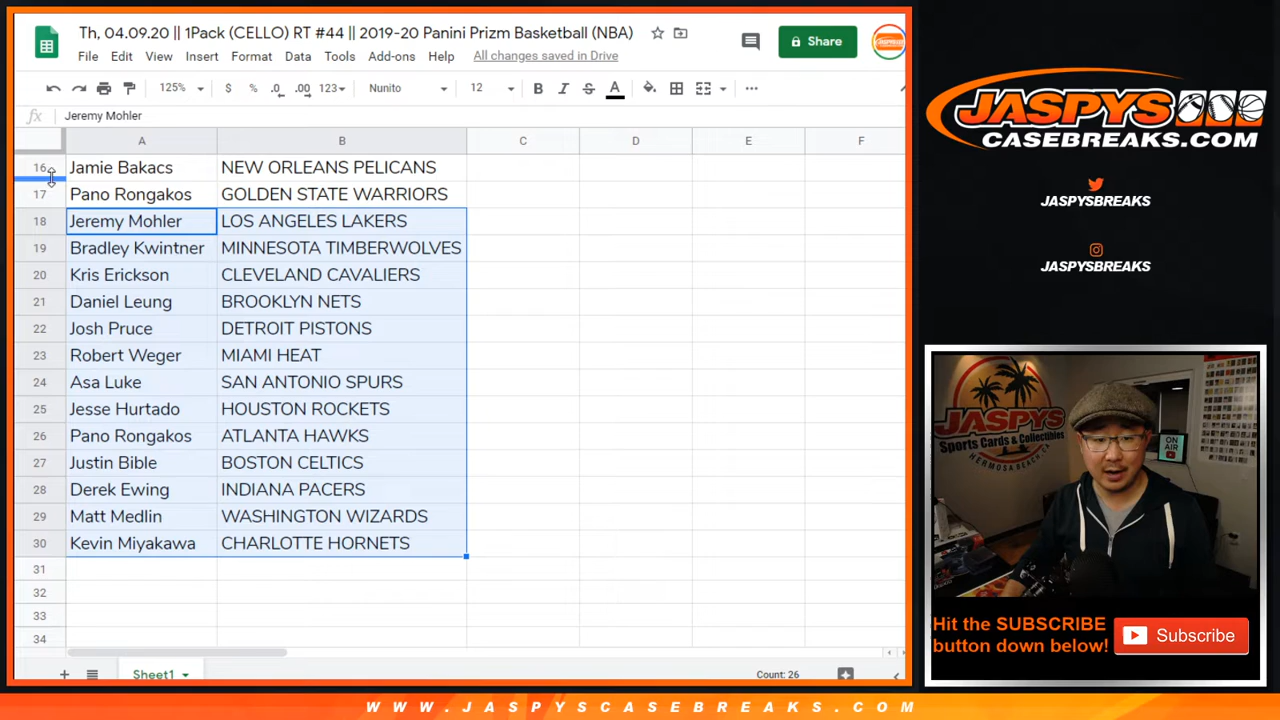 Th, 04.09.20 || 1Pack (CELLO) RT #44 || 2019-20 Panini Prizm Basketball (NBA)
File Edit View Insert Format Data Tools Add-ons Help All changes saved in Drive
Share
125% $ % .0 .00 123 Nunito 12 B I S A
fx Jeremy Mohler
A B C D E F
16 Jamie Bakacs NEW ORLEANS PELICANS
17 Pano Rongakos GOLDEN STATE WARRIORS
18 Jeremy Mohler LOS ANGELES LAKERS
19 Bradley Kwintner MINNESOTA TIMBERWOLVES
20 Kris Erickson CLEVELAND CAVALIERS
21 Daniel Leung BROOKLYN NETS
22 Josh Pruce DETROIT PISTONS
23 Robert Weger MIAMI HEAT
24 Asa Luke SAN ANTONIO SPURS
25 Jesse Hurtado HOUSTON ROCKETS
26 Pano Rongakos ATLANTA HAWKS
27 Justin Bible BOSTON CELTICS
28 Derek Ewing INDIANA PACERS
29 Matt Medlin WASHINGTON WIZARDS
30 Kevin Miyakawa CHARLOTTE HORNETS
31
32
33
34
Sheet1
Count: 26
JASPYS
CASEBREAKS.COM
JASPYSBREAKS
JASPYSBREAKS
JASPYS
Sports Cards & Collectibles
HERMOSA BEACH CA
ON
AIR
Hit the SUBSCRIBE
button down below!
Subscribe
WWW.JASPYSCASEBREAKS.COM